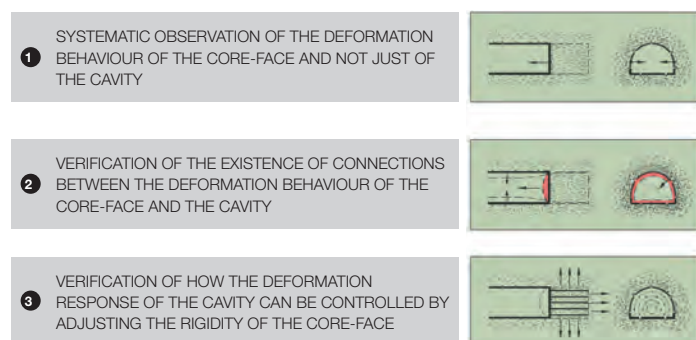 1 SYSTEMATIC OBSERVATION OF THE DEFORMATION
BEHAVIOUR OF THE CORE-FACE AND NOT JUST OF
THE CAVITY
2 VERIFICATION OF THE EXISTENCE OF CONNECTIONS
BETWEEN THE DEFORMATION BEHAVIOUR OF THE
CORE-FACE AND THE CAVITY
3 VERIFICATION OF HOW THE DEFORMATION
RESPONSE OF THE CAVITY CAN BE CONTROLLED BY
ADJUSTING THE RIGIDITY OF THE CORE-FACE